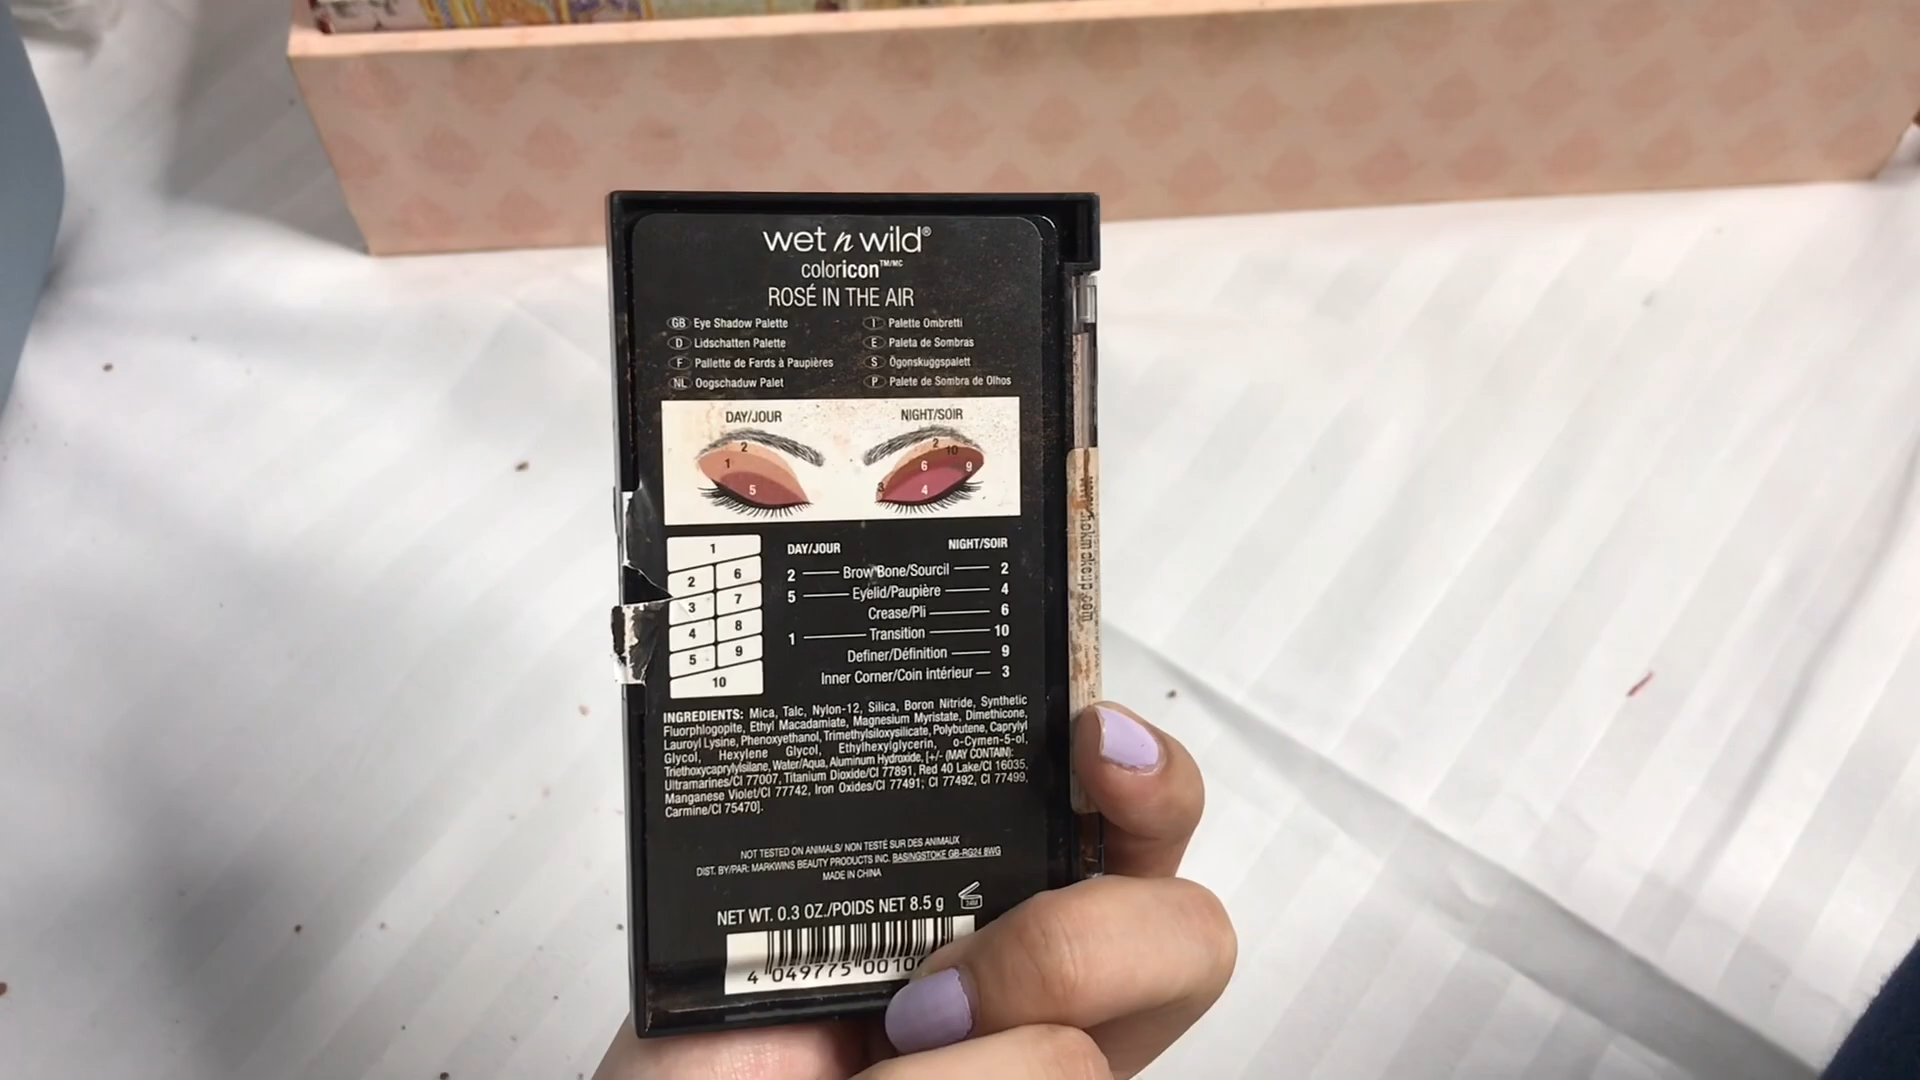 wet n wild®
coloricon™/MC
ROSÉ IN THE AIR
GB Eye Shadow Palette
D Lidschatten Palette
F Pallette de Fards à Paupières
NL Oogschaduw Palet
I Palette Ombretti
E Paleta de Sombras
S Ögonskuggspalett
P Palete de Sombra de Olhos
DAY/JOUR NIGHT/SOIR
2
1
5
2
10
6
9
3
4
1
2 6
3 7
4 8
5 9
10
DAY/JOUR NIGHT/SOIR
2 Brow Bone/Sourcil 2
5 Eyelid/Paupière 4
Crease/Pli 6
1 Transition 10
Definer/Définition 9
Inner Corner/Coin intérieur 3
INGREDIENTS: Mica, Talc, Nylon-12, Silica, Boron Nitride, Synthetic
Fluorphlogopite, Ethyl Macadamiate, Magnesium Myristate, Dimethicone,
Lauroyl Lysine, Phenoxyethanol, Trimethylsiloxysilicate, Polybutene, Caprylyl
Glycol, Hexylene Glycol, Ethylhexylglycerin, o-Cymen-5-ol,
Triethoxycaprylylsilane, Water/Aqua, Aluminum Hydroxide, [+/- (MAY CONTAIN):
Ultramarines/CI 77007, Titanium Dioxide/CI 77891, Red 40 Lake/CI 16035,
Manganese Violet/CI 77742, Iron Oxides/CI 77491; CI 77492, CI 77499,
Carmine/CI 75470].
NOT TESTED ON ANIMALS/ NON TESTÉ SUR DES ANIMAUX
DIST. BY/PAR: MARKWINS BEAUTY PRODUCTS INC. BASINGSTOKE GB-RG24 8WG
MADE IN CHINA
NET WT. 0.3 OZ./POIDS NET 8.5 g
4 049775 0010